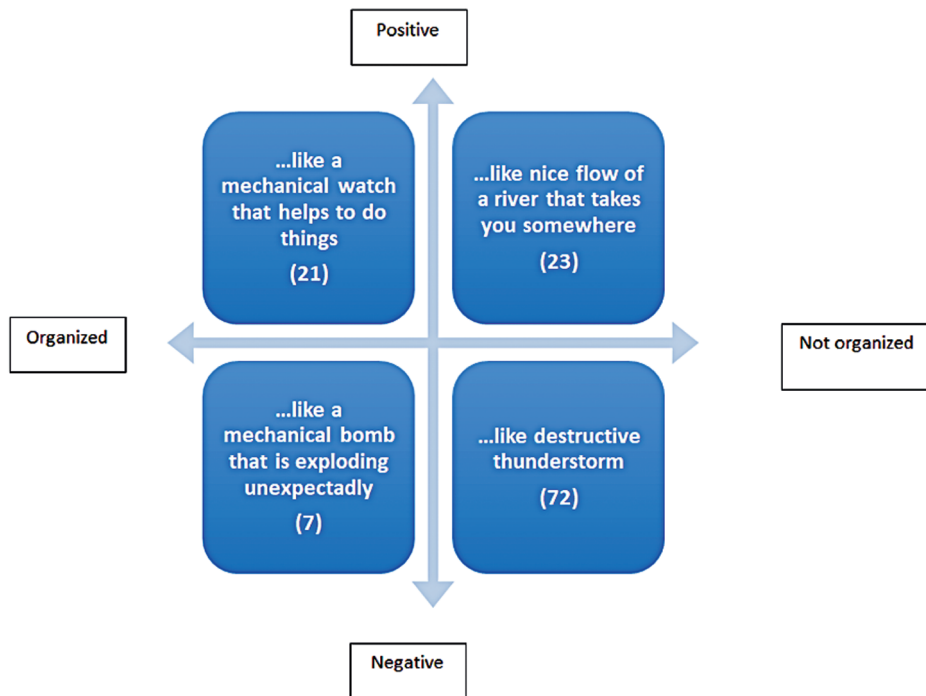 Positive
...like a
mechanical watch
that helps to do
things
(21)
...like nice flow of
a river that takes
you somewhere
(23)
Organized
Not organized
...like a
mechanical bomb
that is exploding
unexpectadly
(7)
...like destructive
thunderstorm
(72)
Negative